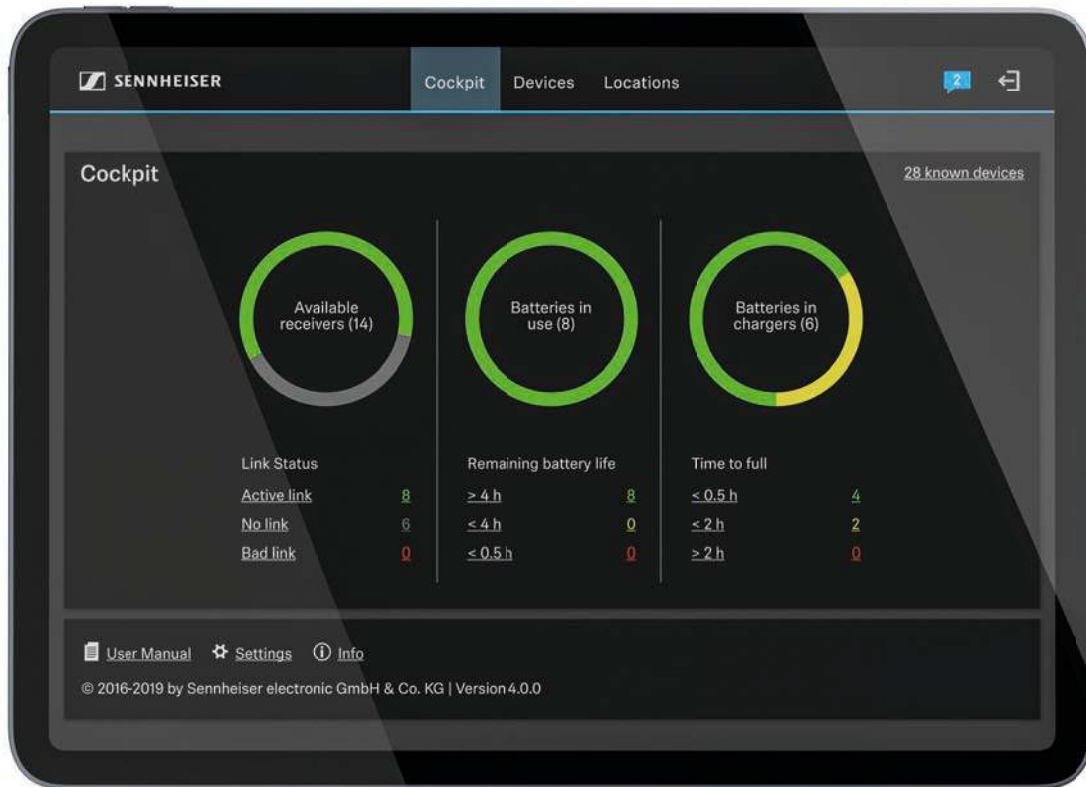 SENNHEISER
Cockpit Devices Locations
2
Cockpit
28 known devices
Available
receivers (14)
Batteries in
use (8)
Batteries in
chargers (6)
Link Status
Active link 8
No link 6
Bad link 0
Remaining battery life
> 4 h 8
< 4 h 0
< 0.5 h 0
Time to full
< 0.5 h 4
< 2 h 2
> 2 h 0
User Manual Settings Info
© 2016-2019 by Sennheiser electronic GmbH & Co. KG | Version 4.0.0